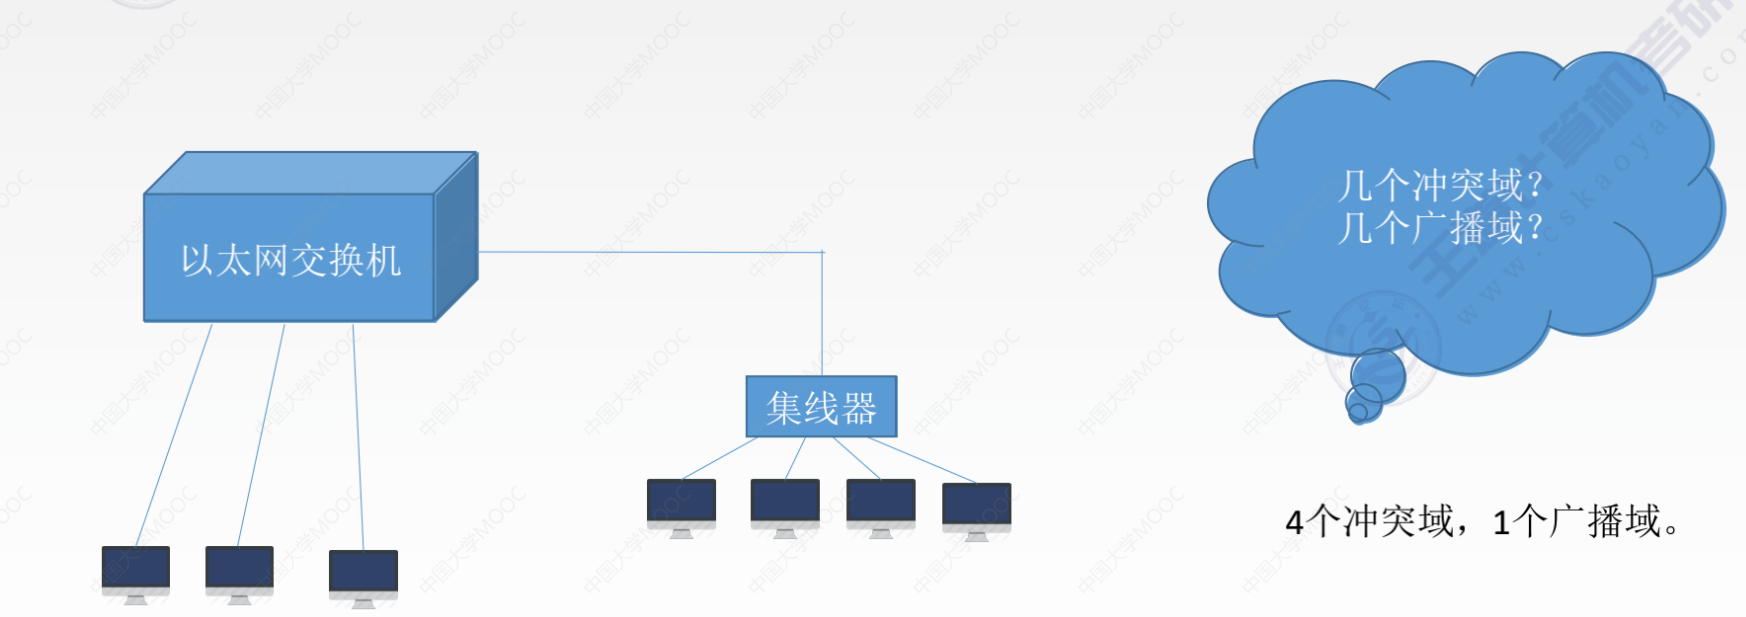 以太网交换机
集线器
几个冲突域？
几个广播域？
4个冲突域，1个广播域。
中国大学MOOC
王道计算机考研
www.cskaoyan.com